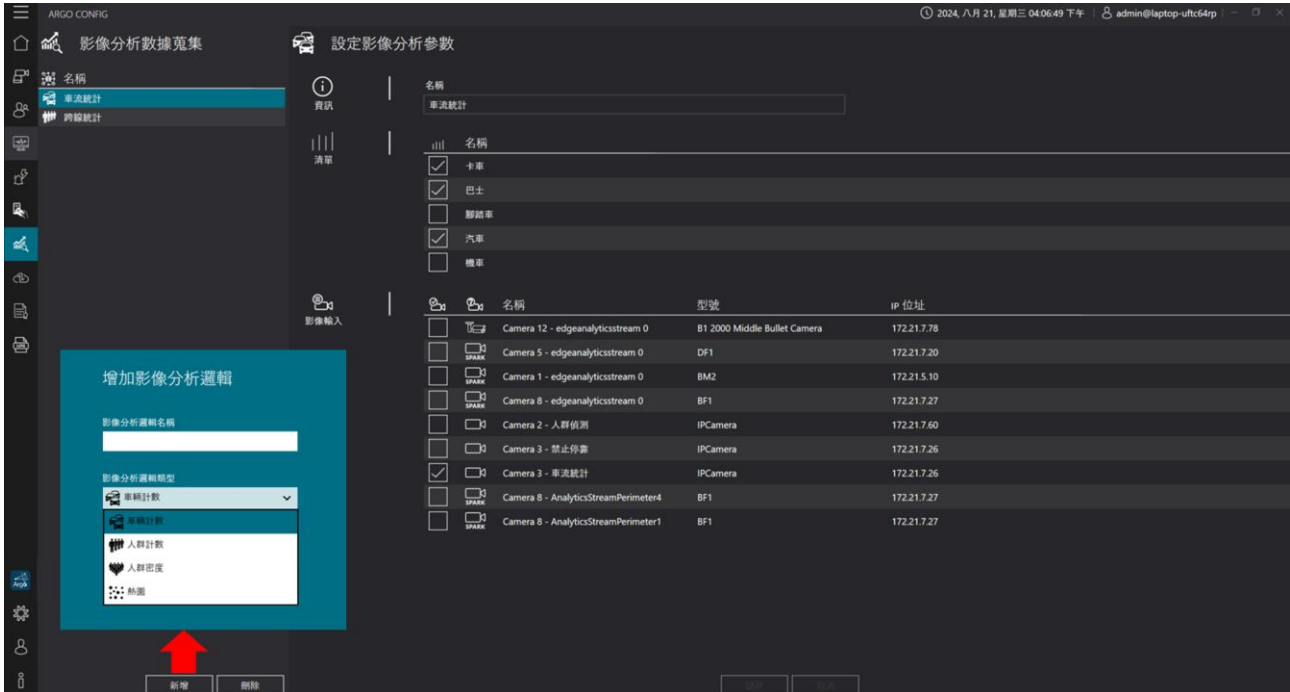 ARGO CONFIG
2024, 八月 21, 星期三 04:06:49 下午
admin@laptop-uftc64rp
影像分析數據蒐集
設定影像分析參數
名稱
車流統計
跨線統計
資訊
名稱
車流統計
清單
名稱
卡車
巴士
腳踏車
汽車
機車
影像輸入
名稱 型號 IP 位址
Camera 12 - edgeanalyticsstream 0 B1 2000 Middle Bullet Camera 172.21.7.78
SPARK Camera 5 - edgeanalyticsstream 0 DF1 172.21.7.20
SPARK Camera 1 - edgeanalyticsstream 0 BM2 172.21.5.10
SPARK Camera 8 - edgeanalyticsstream 0 BF1 172.21.7.27
Camera 2 - 人群偵測 IPCamera 172.21.7.60
Camera 3 - 禁止停靠 IPCamera 172.21.7.26
Camera 3 - 車流統計 IPCamera 172.21.7.26
SPARK Camera 8 - AnalyticsStreamPerimeter4 BF1 172.21.7.27
SPARK Camera 8 - AnalyticsStreamPerimeter1 BF1 172.21.7.27
增加影像分析邏輯
影像分析邏輯名稱
影像分析邏輯類型
車輛計數
車輛計數
人群計數
人群密度
熱圖
Argo
新增 刪除